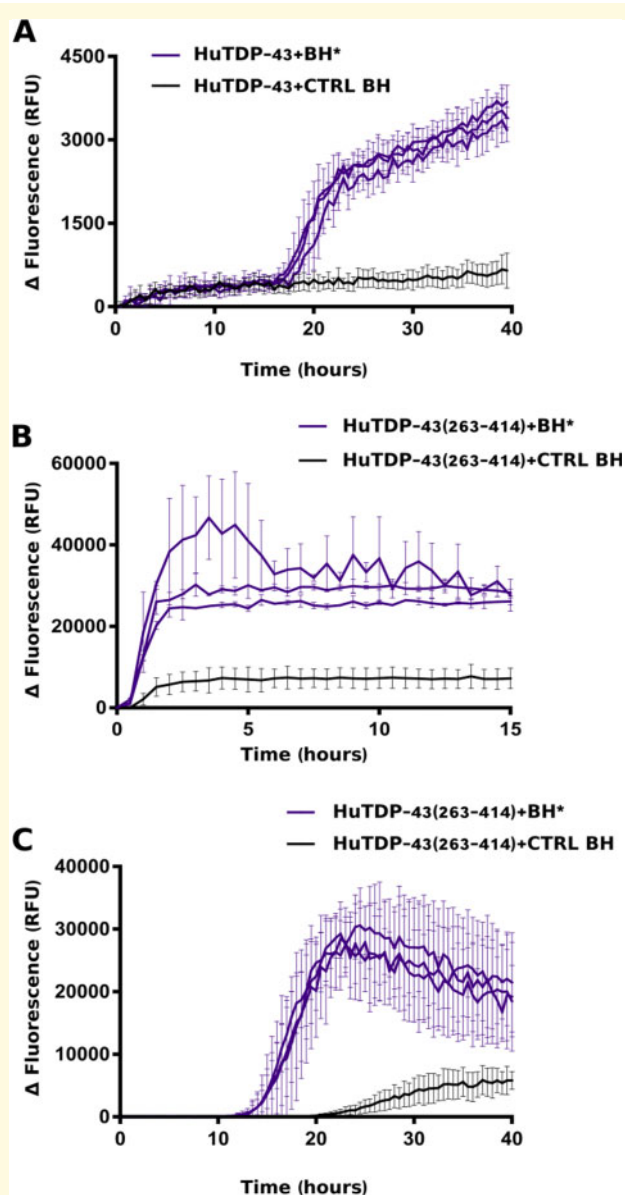 A
HuTDP-43+BH*
HuTDP-43+CTRL BH
Δ Fluorescence (RFU)
4500
3000
1500
0
0 10 20 30 40
Time (hours)
B
HuTDP-43(263-414)+BH*
HuTDP-43(263-414)+CTRL BH
Δ Fluorescence (RFU)
60000
40000
20000
0
0 5 10 15
Time (hours)
C
HuTDP-43(263-414)+BH*
HuTDP-43(263-414)+CTRL BH
Δ Fluorescence (RFU)
40000
30000
20000
10000
0
0 10 20 30 40
Time (hours)